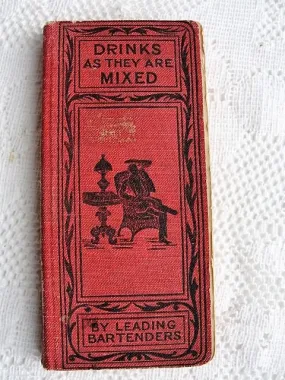 DRINKS
AS THEY ARE
MIXED
BY LEADING
BARTENDERS